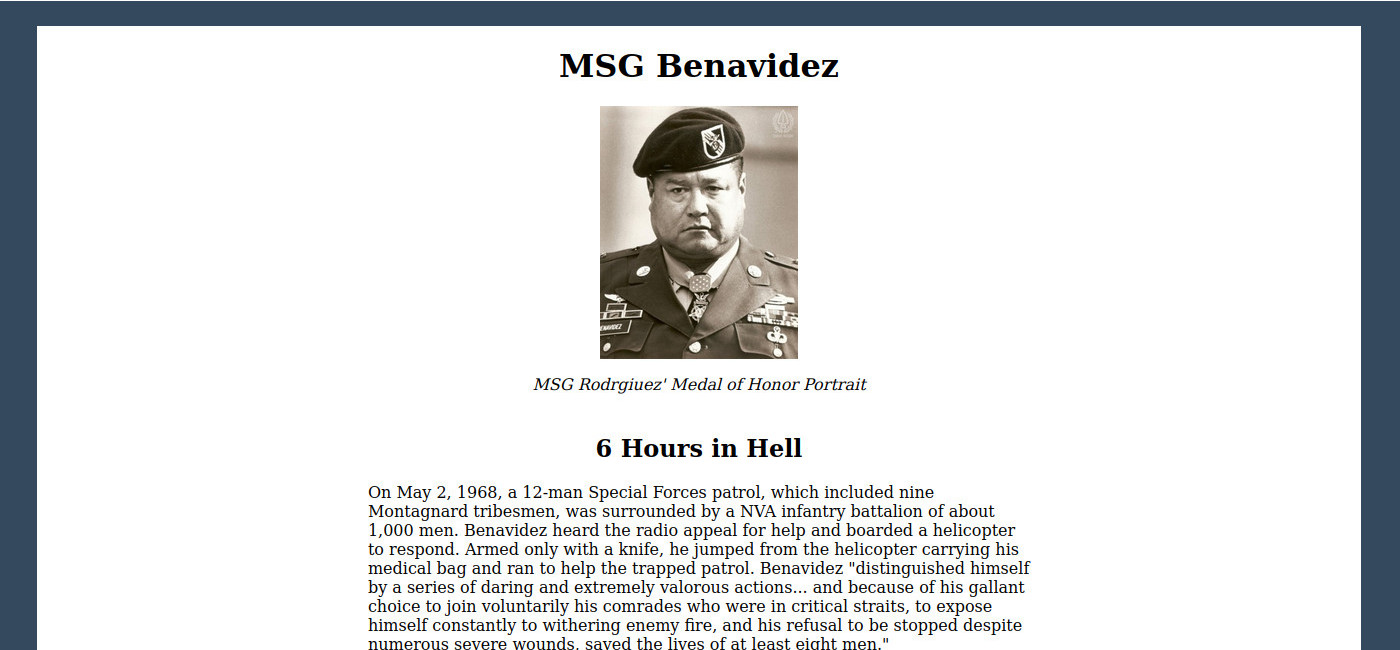 MSG Benavidez
BENAVIDEZ
MSG Rodrgiuez' Medal of Honor Portrait
6 Hours in Hell
On May 2, 1968, a 12-man Special Forces patrol, which included nine
Montagnard tribesmen, was surrounded by a NVA infantry battalion of about
1,000 men. Benavidez heard the radio appeal for help and boarded a helicopter
to respond. Armed only with a knife, he jumped from the helicopter carrying his
medical bag and ran to help the trapped patrol. Benavidez "distinguished himself
by a series of daring and extremely valorous actions... and because of his gallant
choice to join voluntarily his comrades who were in critical straits, to expose
himself constantly to withering enemy fire, and his refusal to be stopped despite
numerous severe wounds, saved the lives of at least eight men."